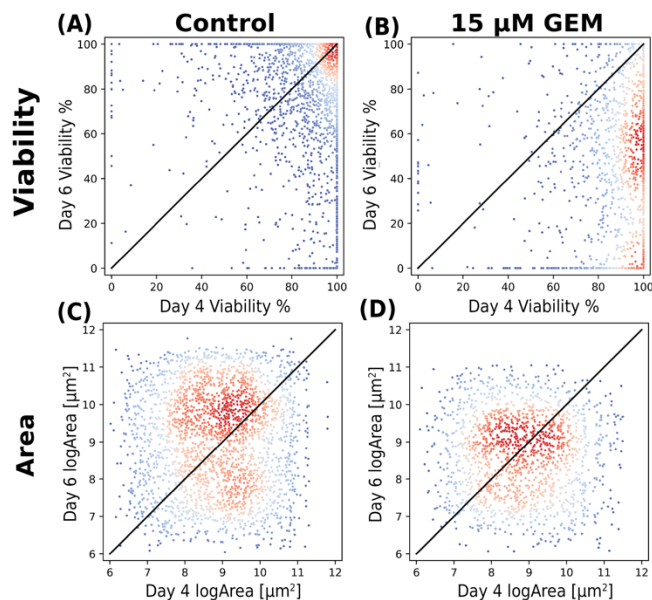 Control
15 µM GEM
Viability
(A)
100
80
60
40
20
0
Day 6 Viability %
0 20 40 60 80 100
Day 4 Viability %
(B)
100
80
60
40
20
0
Day 6 Viability %
0 20 40 60 80 100
Day 4 Viability %
Area
(C)
12
11
10
9
8
7
6
Day 6 logArea [µm²]
6 7 8 9 10 11 12
Day 4 logArea [µm²]
(D)
12
11
10
9
8
7
6
Day 6 logArea [µm²]
6 7 8 9 10 11 12
Day 4 logArea [µm²]